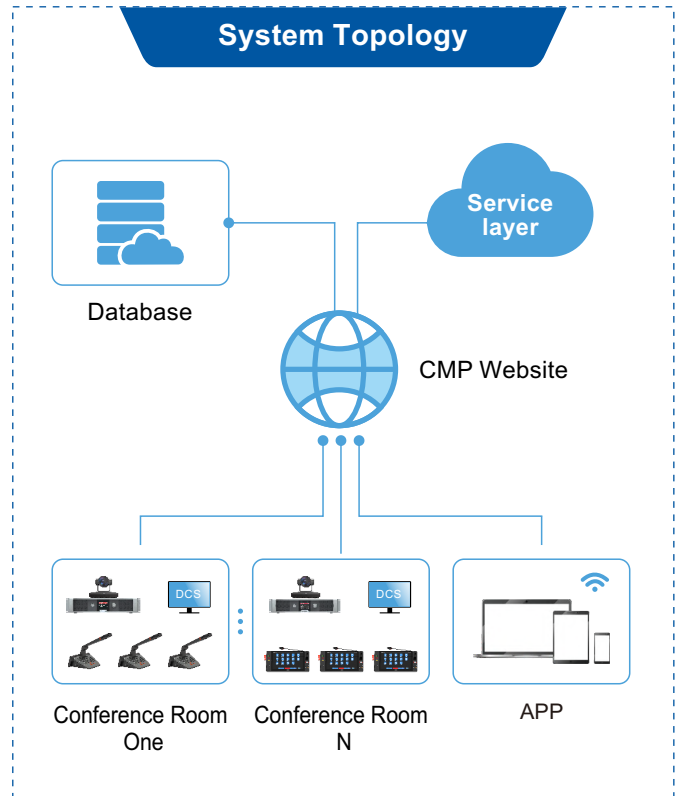 System Topology
Service
layer
Database
CMP Website
DCS
DCS
Conference Room
One
Conference Room
N
APP